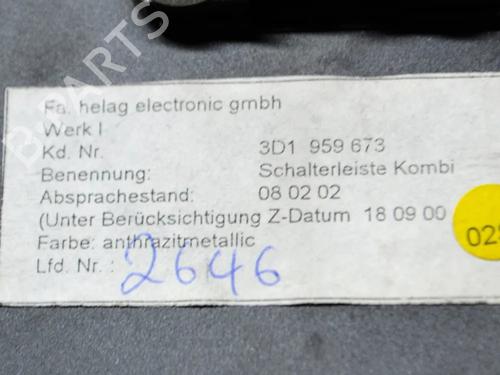 B-PARTS
Fa. helag electronic gmbh
Werk I
Kd. Nr. 3D1 959 673
Benennung: Schalterleiste Kombi
Absprachestand: 08 02 02
(Unter Berücksichtigung Z-Datum 18 09 00
Farbe: anthrazitmetallic
Lfd. Nr. : 2646